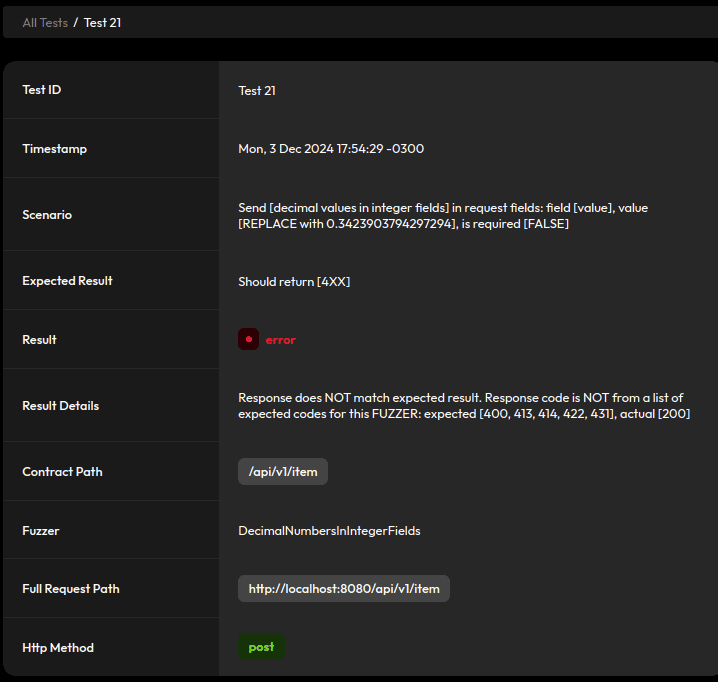 All Tests / Test 21
Test ID
Test 21
Timestamp
Mon, 3 Dec 2024 17:54:29 -0300
Scenario
Send [decimal values in integer fields] in request fields: field [value], value
[REPLACE with 0.3423903794297294], is required [FALSE]
Expected Result
Should return [4XX]
Result
error
Result Details
Response does NOT match expected result. Response code is NOT from a list of
expected codes for this FUZZER: expected [400, 413, 414, 422, 431], actual [200]
Contract Path
/api/v1/item
Fuzzer
DecimalNumbersInIntegerFields
Full Request Path
http://localhost:8080/api/v1/item
Http Method
post